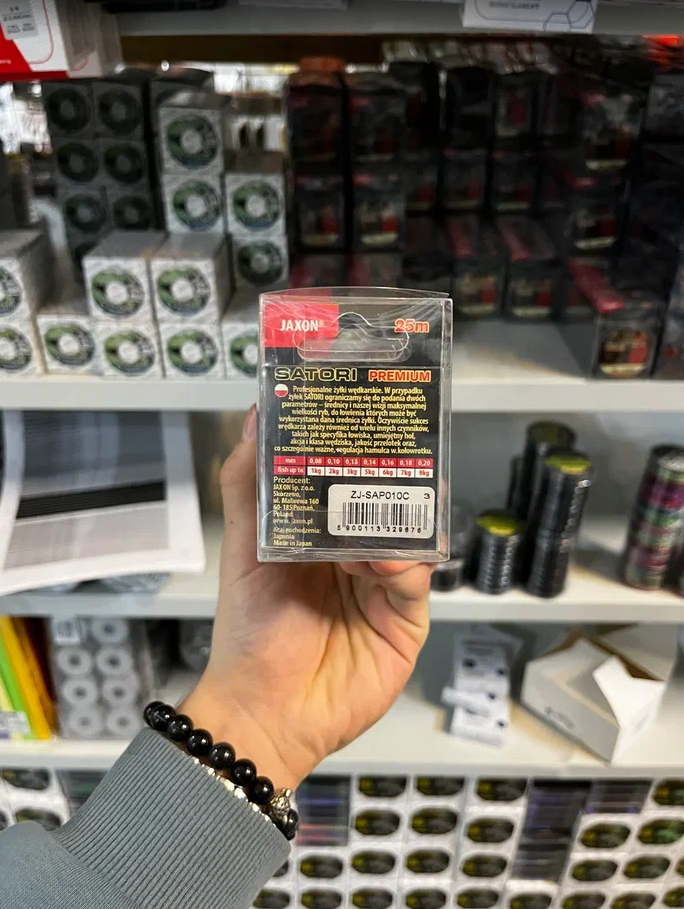 JAXON®
25m
SATORI PREMIUM
Profesjonalne żyłki wędkarskie. W przypadku
żyłek SATORI ograniczamy się do podania dwóch
parametrów – średnicy i naszej wizji maksymalnej
wielkości ryb, do łowienia których może być
wykorzystana dana średnica żyłki. Oczywiście sukces
wędkarza zależy również od wielu innych czynników,
takich jak specyfika łowiska, umiejętny hol,
akcja i klasa wędziska, jakość przelotek oraz,
co szczególnie ważne, regulacja hamulca w kołowrotku.
mm 0,08 0,10 0,13 0,14 0,16 0,18 0,20
fish up to 1kg 2kg 3kg 5kg 6kg 7kg 9kg
Producent:
JAXON Sp. z o.o.
Skórzewo,
ul. Malwowa 160
60-185 Poznań,
Poland
www.jaxon.pl
Kraj pochodzenia:
Japonia
Made in Japan
ZJ-SAP010C 3
5 900113 329676